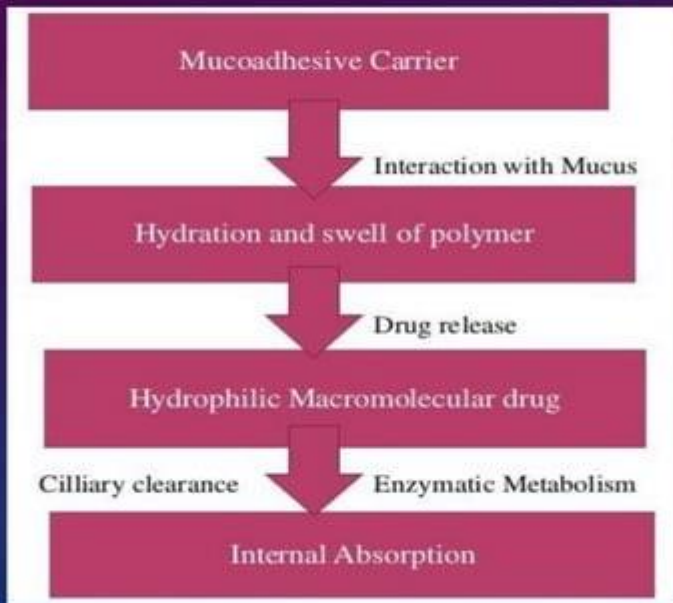 Mucoadhesive Carrier
Interaction with Mucus
Hydration and swell of polymer
Drug release
Hydrophilic Macromolecular drug
Cilliary clearance
Enzymatic Metabolism
Internal Absorption